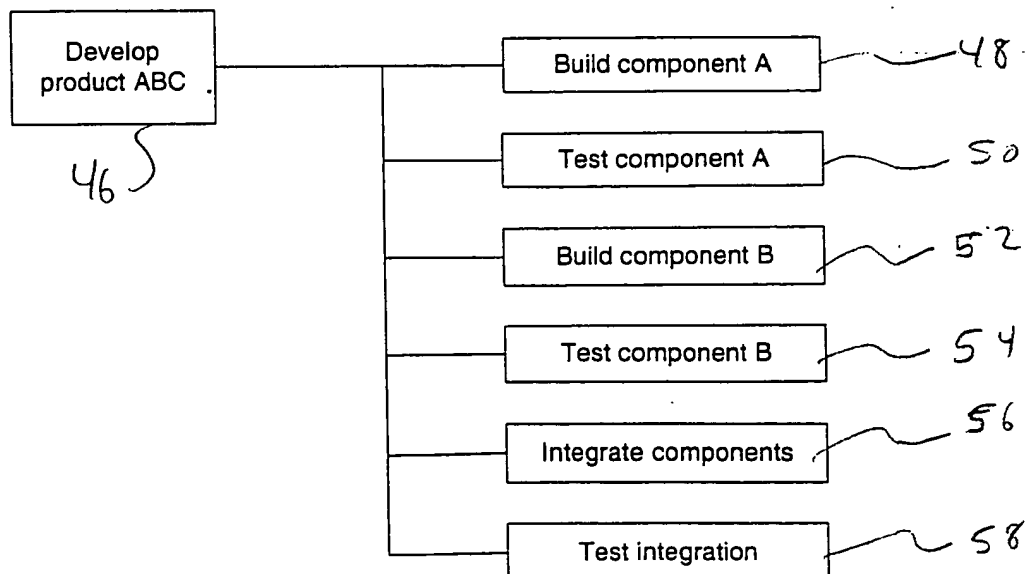 Develop
product ABC
46
Build component A
48
Test component A
50
Build component B
52
Test component B
54
Integrate components
56
Test integration
58